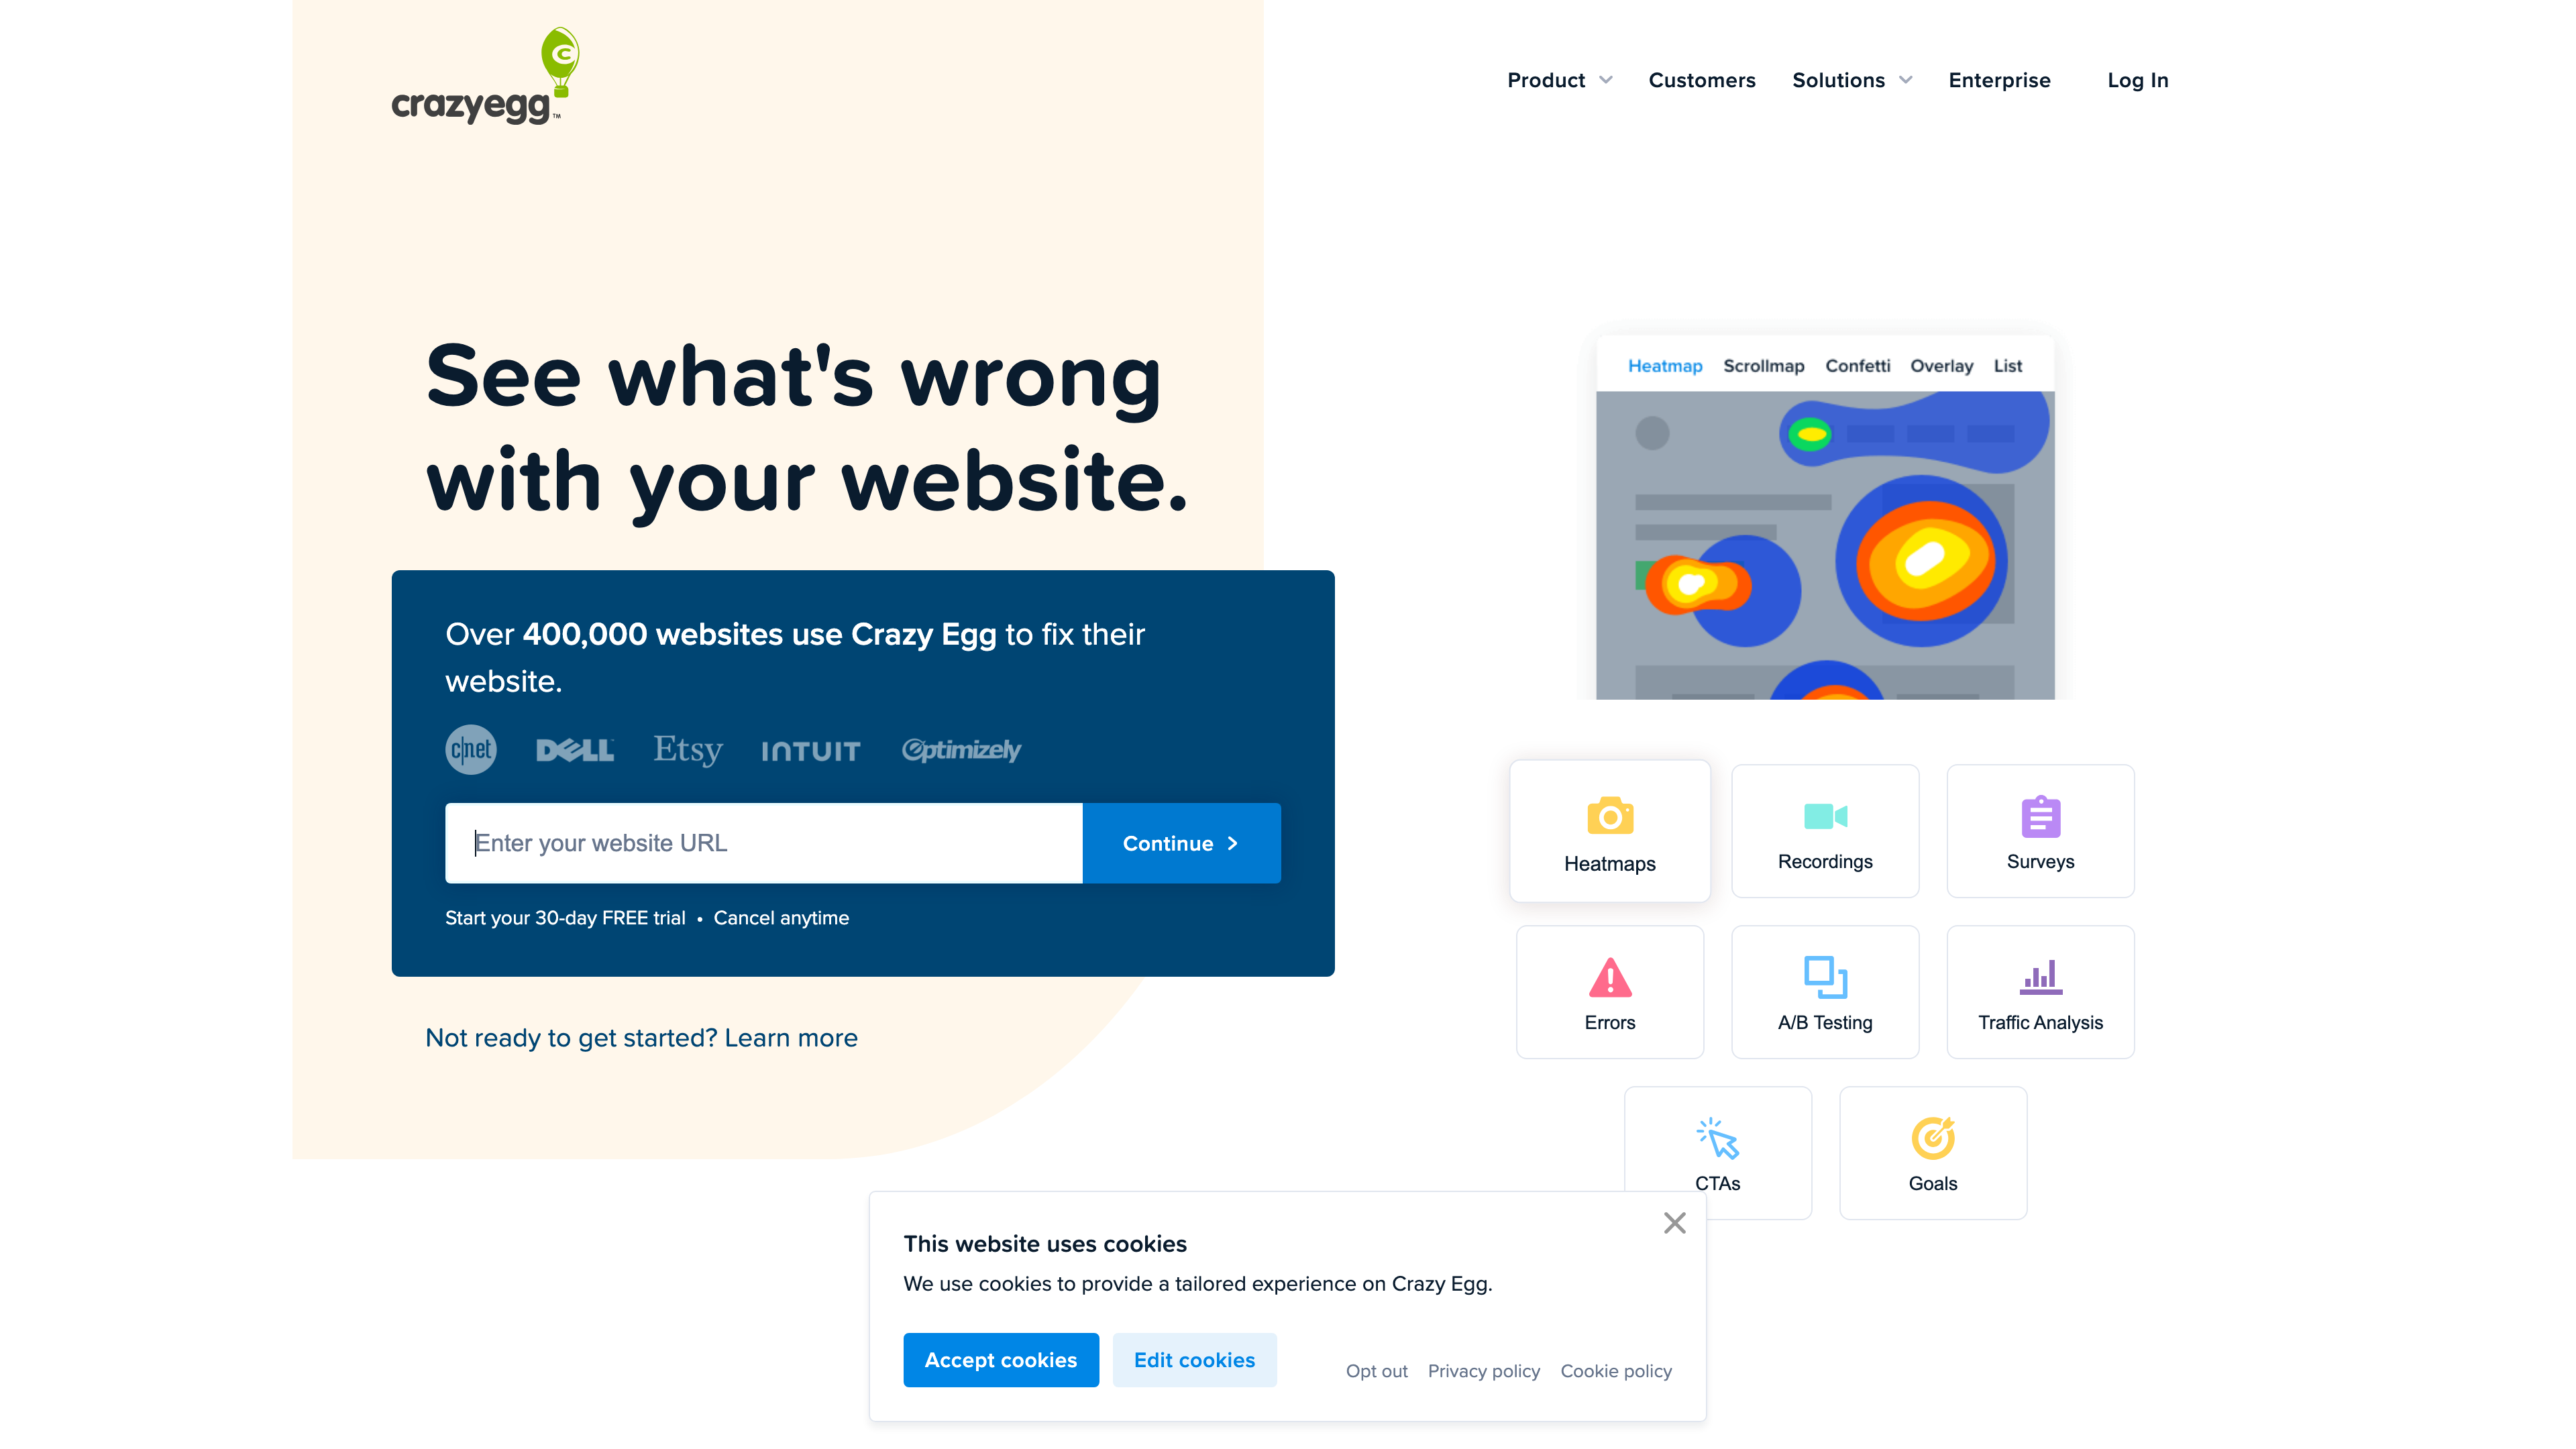 crazyegg™
Product Customers Solutions Enterprise Log In
See what's wrong
with your website.
Over 400,000 websites use Crazy Egg to fix their
website.
c|net DELL Etsy INTUIT Optimizely
Enter your website URL
Continue
Start your 30-day FREE trial • Cancel anytime
Not ready to get started? Learn more
Heatmap Scrollmap Confetti Overlay List
Heatmaps Recordings Surveys
Errors A/B Testing Traffic Analysis
CTAs Goals
This website uses cookies
We use cookies to provide a tailored experience on Crazy Egg.
Accept cookies Edit cookies Opt out Privacy policy Cookie policy